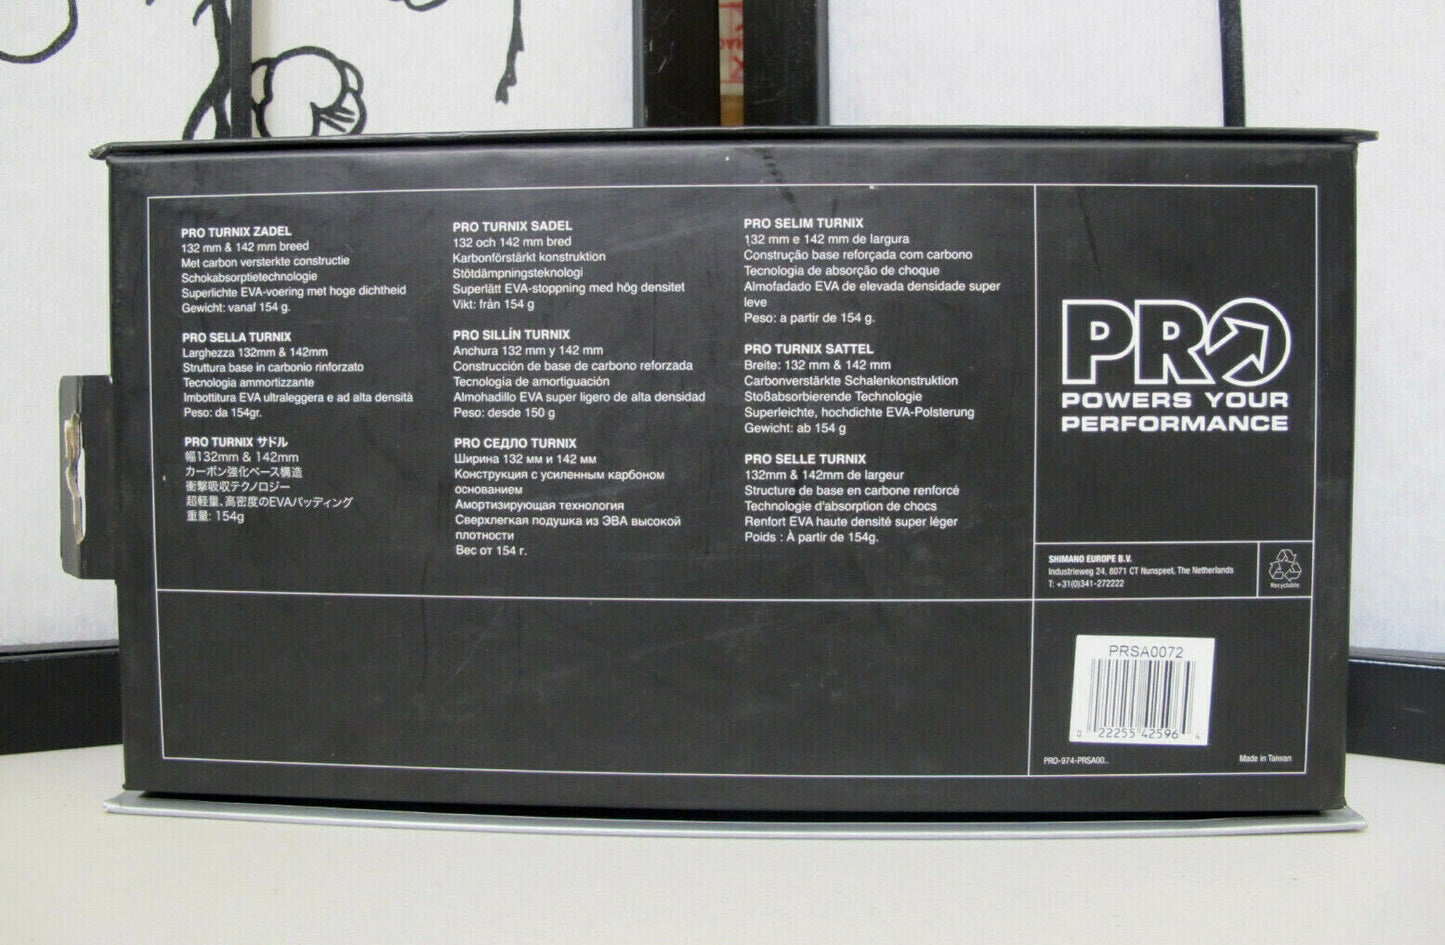 PRO TURNIX ZADEL
132 mm & 142 mm breed
Met carbon versterkte constructie
Schokabsorptietechnologie
Superlichte EVA-voering met hoge dichtheid
Gewicht: vanaf 154 g.
PRO SELLA TURNIX
Larghezza 132mm & 142mm
Struttura base in carbonio rinforzato
Tecnologia ammortizzante
Imbottitura EVA ultraleggera e ad alta densità
Peso: da 154gr.
PRO TURNIX サドル
幅132mm & 142mm
カーボン強化ベース構造
衝撃吸収テクノロジー
超軽量、高密度のEVAパッディング
重量: 154g
PRO TURNIX SADEL
132 och 142 mm bred
Karbonförstärkt konstruktion
Stötdämpningsteknologi
Superlätt EVA-stoppning med hög densitet
Vikt: från 154 g
PRO SILLÍN TURNIX
Anchura 132 mm y 142 mm
Construcción de base de carbono reforzada
Tecnología de amortiguación
Almohadillo EVA super ligero de alta densidad
Peso: desde 150 g
PRO СЕДЛО TURNIX
Ширина 132 мм и 142 мм
Конструкция с усиленным карбоном
основанием
Амортизирующая технология
Сверхлегкая подушка из ЭВА высокой
плотности
Вес от 154 г.
PRO SELIM TURNIX
132 mm e 142 mm de largura
Construção base reforçada com carbono
Tecnologia de absorção de choque
Almofadado EVA de elevada densidade super
leve
Peso: a partir de 154 g.
PRO TURNIX SATTEL
Breite: 132 mm & 142 mm
Carbonverstärkte Schalenkonstruktion
Stoßabsorbierende Technologie
Superleichte, hochdichte EVA-Polsterung
Gewicht: ab 154 g
PRO SELLE TURNIX
132mm & 142mm de largeur
Structure de base en carbone renforcé
Technologie d'absorption de chocs
Renfort EVA haute densité super léger
Poids : À partir de 154g.
PRO
POWERS YOUR
PERFORMANCE
SHIMANO EUROPE B.V.
Industrieweg 24, 8071 CT Nunspeet, The Netherlands
T: +31(0)341-272222
Recyclable
PRSA0072
0 22255 42596 4
PRO-974-PRSA00..
Made in Taiwan